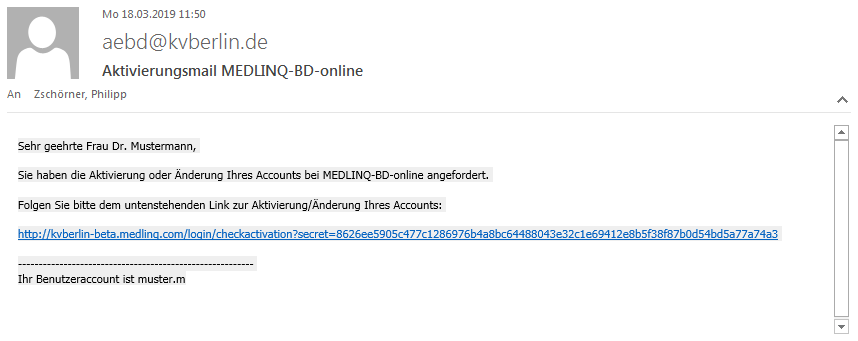 Mo 18.03.2019 11:50
aebd@kvberlin.de
Aktivierungsmail MEDLINQ-BD-online
An Zschörner, Philipp
Sehr geehrte Frau Dr. Mustermann,
Sie haben die Aktivierung oder Änderung Ihres Accounts bei MEDLINQ-BD-online angefordert.
Folgen Sie bitte dem untenstehenden Link zur Aktivierung/Änderung Ihres Accounts:
http://kvberlin-beta.medlinq.com/login/checkactivation?secret=8626ee5905c477c1286976b4a8bc64488043e32c1e69412e8b5f38f87b0d54bd5a77a74a3
---------------------------------------------------------
Ihr Benutzeraccount ist muster.m